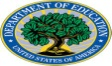 DEPARTMENT OF EDUCATION
UNITED STATES OF AMERICA